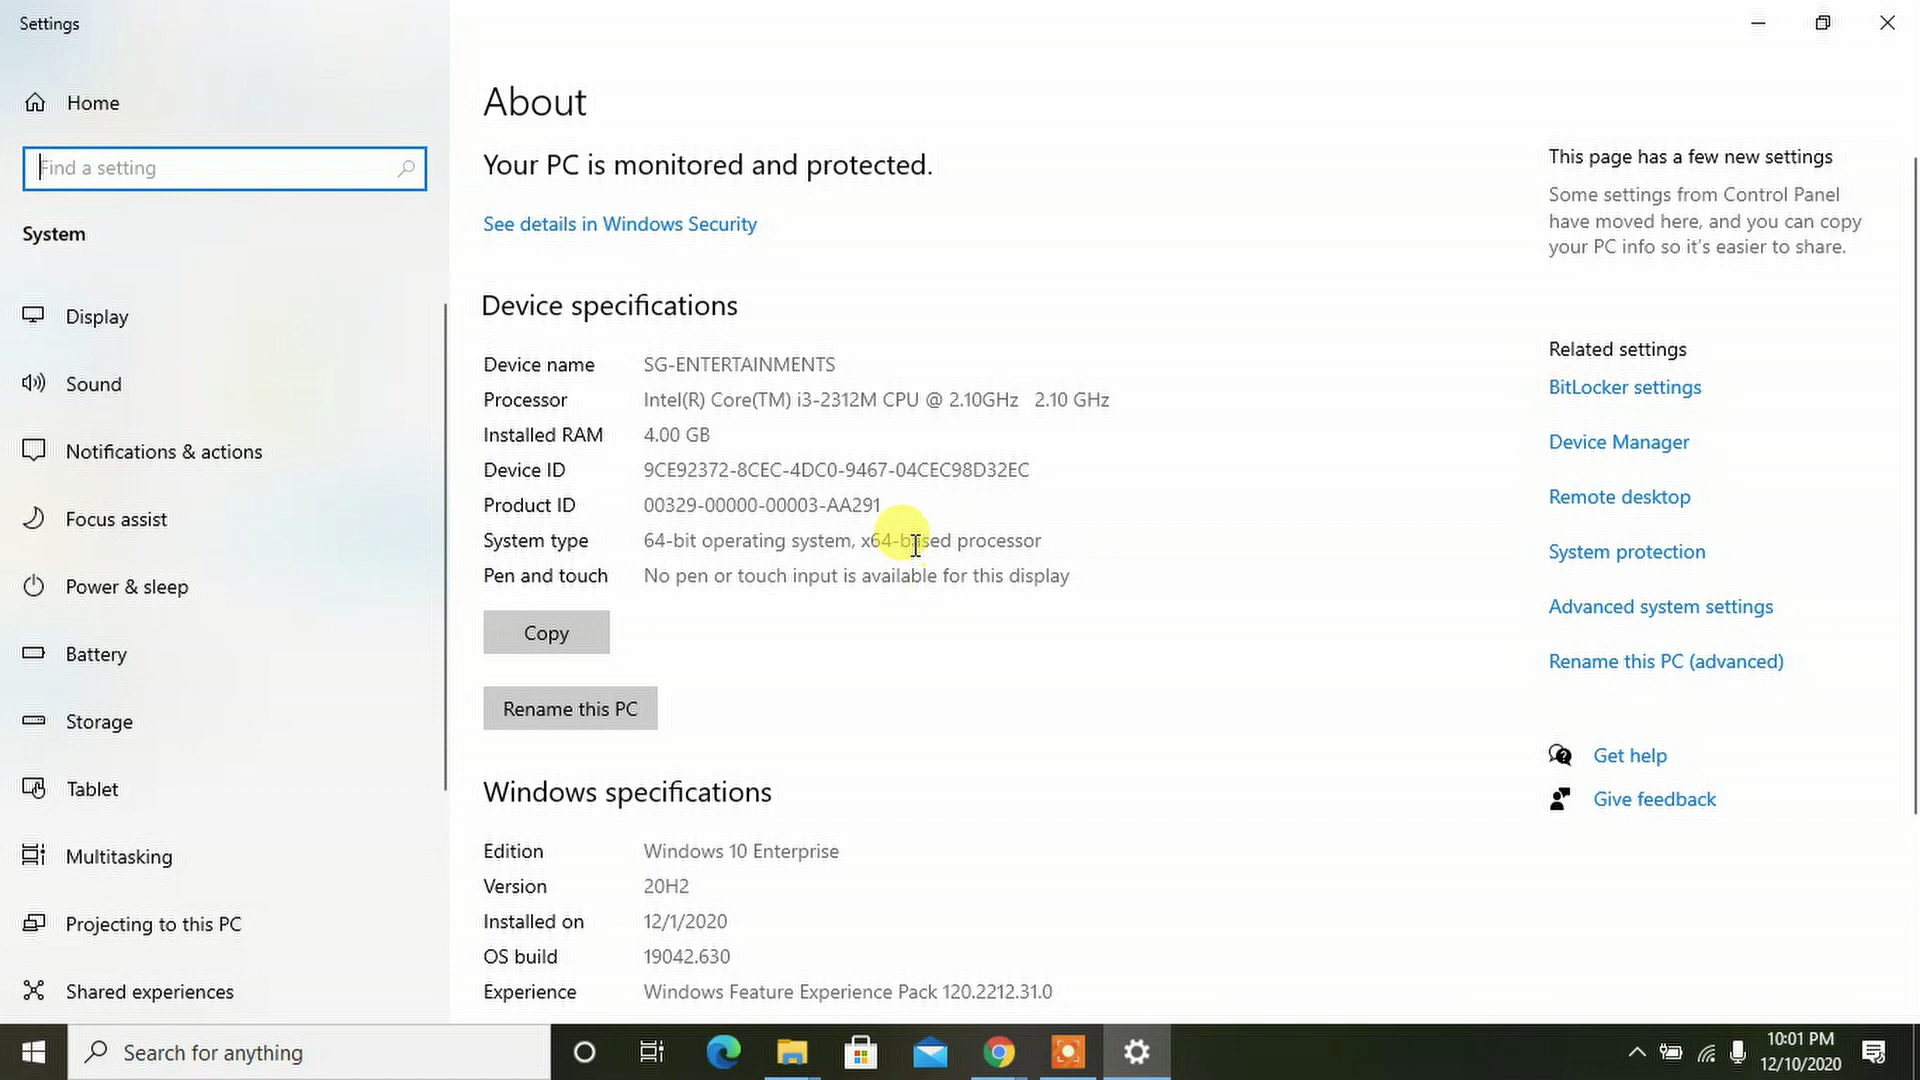 Settings
Home
Find a setting
System
Display
Sound
Notifications & actions
Focus assist
Power & sleep
Battery
Storage
Tablet
Multitasking
Projecting to this PC
Shared experiences
About
Your PC is monitored and protected.
See details in Windows Security
Device specifications
Device name SG-ENTERTAINMENTS
Processor Intel(R) Core(TM) i3-2312M CPU @ 2.10GHz 2.10 GHz
Installed RAM 4.00 GB
Device ID 9CE92372-8CEC-4DC0-9467-04CEC98D32EC
Product ID 00329-00000-00003-AA291
System type 64-bit operating system, x64-based processor
Pen and touch No pen or touch input is available for this display
Copy
Rename this PC
Windows specifications
Edition Windows 10 Enterprise
Version 20H2
Installed on 12/1/2020
OS build 19042.630
Experience Windows Feature Experience Pack 120.2212.31.0
This page has a few new settings
Some settings from Control Panel
have moved here, and you can copy
your PC info so it's easier to share.
Related settings
BitLocker settings
Device Manager
Remote desktop
System protection
Advanced system settings
Rename this PC (advanced)
Get help
Give feedback
Search for anything
10:01 PM
12/10/2020